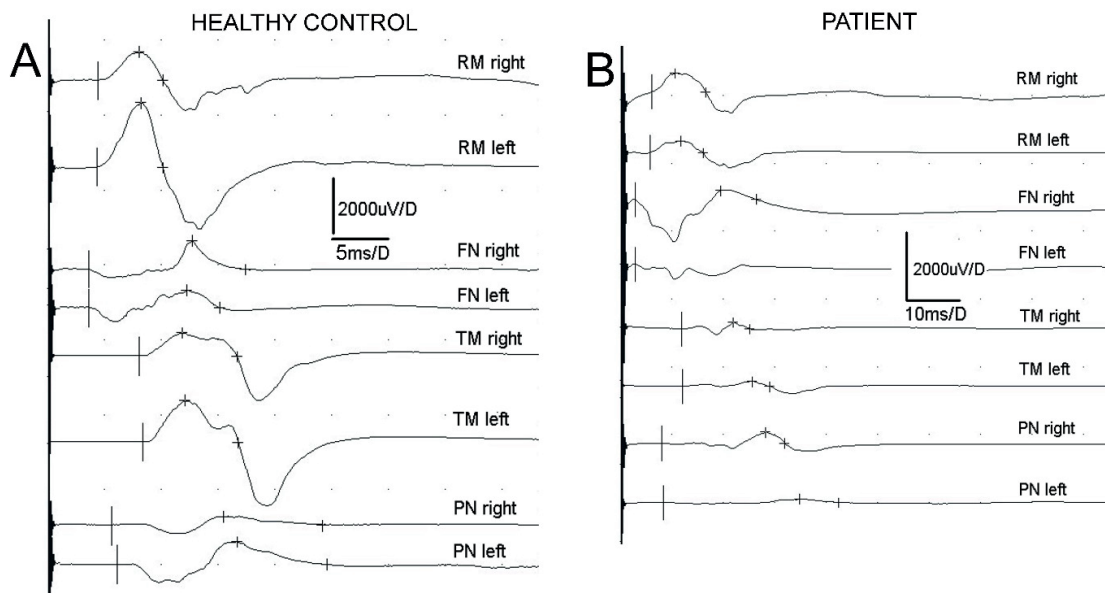 HEALTHY CONTROL
A
RM right
RM left
2000uV/D
5ms/D
FN right
FN left
TM right
TM left
PN right
PN left
PATIENT
B
RM right
RM left
FN right
FN left
2000uV/D
10ms/D
TM right
TM left
PN right
PN left